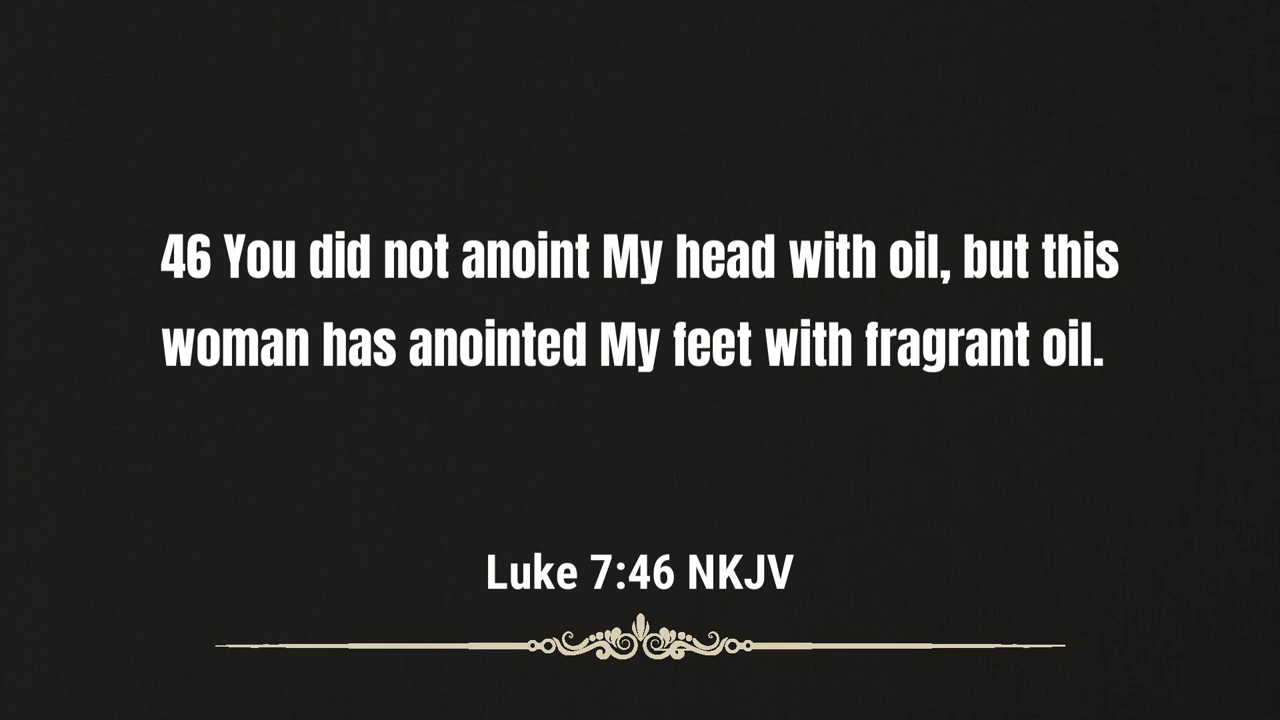 46 You did not anoint My head with oil, but this
woman has anointed My feet with fragrant oil.
Luke 7:46 NKJV